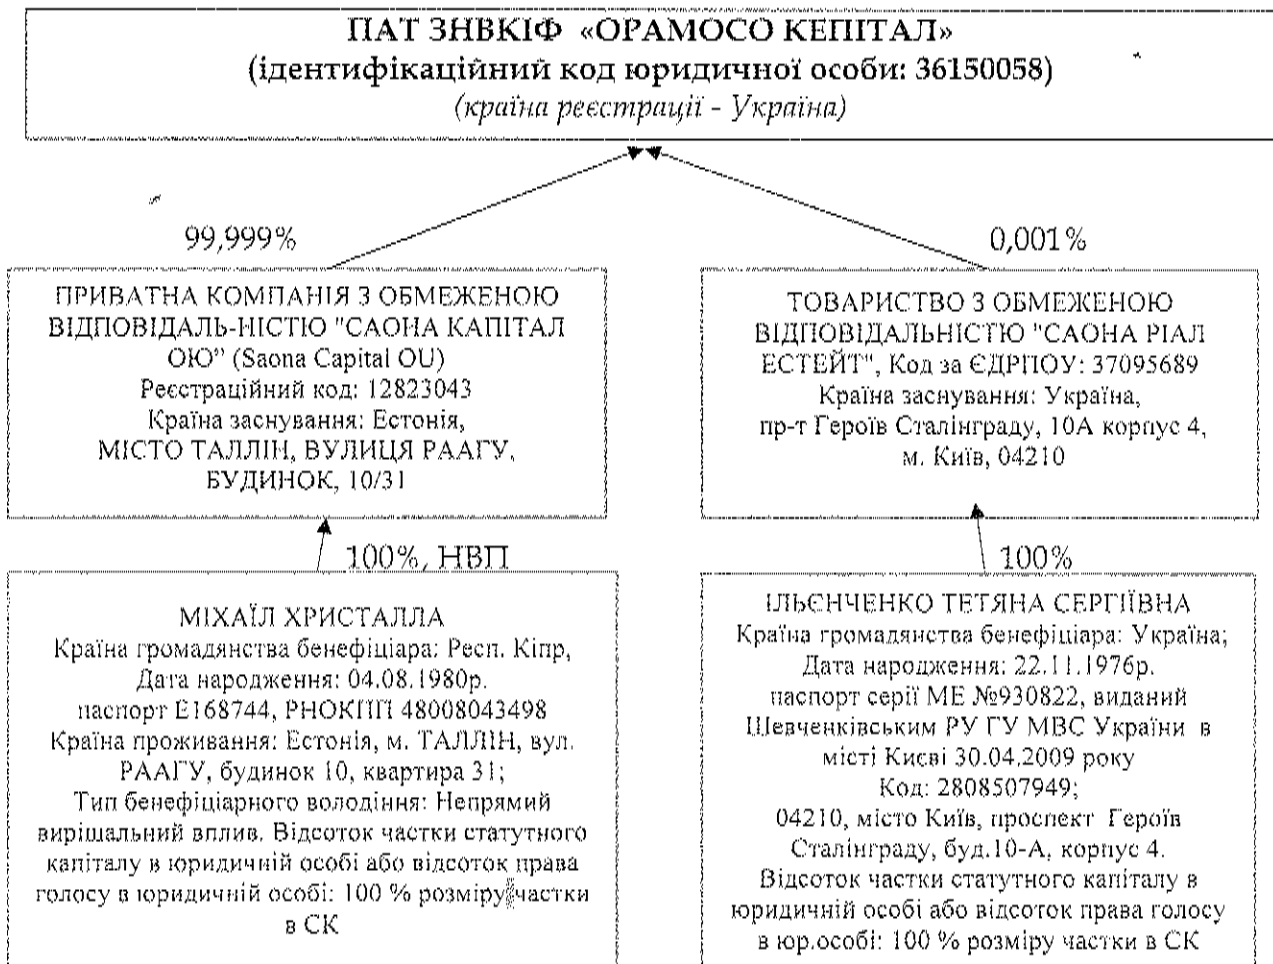 ПАТ ЗНВКІФ «ОРАМОСО КЕПІТАЛ»
(ідентифікаційний код юридичної особи: 36150058)
(країна реєстрації - Україна)
99,999%
0,001%
ПРИВАТНА КОМПАНІЯ З ОБМЕЖЕНОЮ
ВІДПОВІДАЛЬ-НІСТЮ "САОНА КАПІТАЛ
ОЮ” (Saona Capital OU)
Реєстраційний код: 12823043
Країна заснування: Естонія,
МІСТО ТАЛЛІН, ВУЛИЦЯ РААГУ,
БУДИНОК, 10/31
ТОВАРИСТВО З ОБМЕЖЕНОЮ
ВІДПОВІДАЛЬНІСТЮ "САОНА РІАЛ
ЕСТЕЙТ", Код за ЄДРПОУ: 37095689
Країна заснування: Україна,
пр-т Героїв Сталінграду, 10А корпус 4,
м. Київ, 04210
100%, НВП
100%
МІХАЇЛ ХРИСТАЛЛА
Країна громадянства бенефіціара: Респ. Кіпр,
Дата народження: 04.08.1980р.
паспорт Е168744, РНОКПП 48008043498
Країна проживання: Естонія, м. ТАЛЛІН, вул.
РААГУ, будинок 10, квартира 31;
Тип бенефіціарного володіння: Непрямий
вирішальний вплив. Відсоток частки статутного
капіталу в юридичній особі або відсоток права
голосу в юридичній особі: 100 % розміру частки
в СК
ІЛЬЄНЧЕНКО ТЕТЯНА СЕРГІЇВНА
Країна громадянства бенефіціара: Україна;
Дата народження: 22.11.1976р.
паспорт серії МЕ №930822, виданий
Шевченківським РУ ГУ МВС України в
місті Києві 30.04.2009 року
Код: 2808507949;
04210, місто Київ, проспект Героїв
Сталінграду, буд.10-А, корпус 4.
Відсоток частки статутного капіталу в
юридичній особі або відсоток права голосу
в юр.особі: 100 % розміру частки в СК